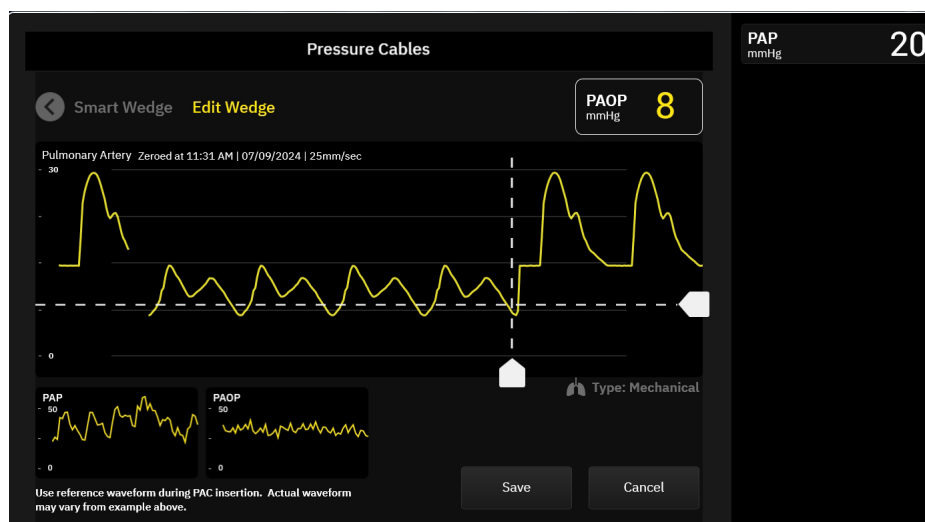 Pressure Cables
PAP
mmHg
20
Smart Wedge Edit Wedge
PAOP
mmHg
8
Pulmonary Artery Zeroed at 11:31 AM | 07/09/2024 | 25mm/sec
- 30
-
-
-
- 0
Type: Mechanical
PAP
- 50
-
- 0
PAOP
- 50
-
- 0
Use reference waveform during PAC insertion. Actual waveform
may vary from example above.
Save
Cancel